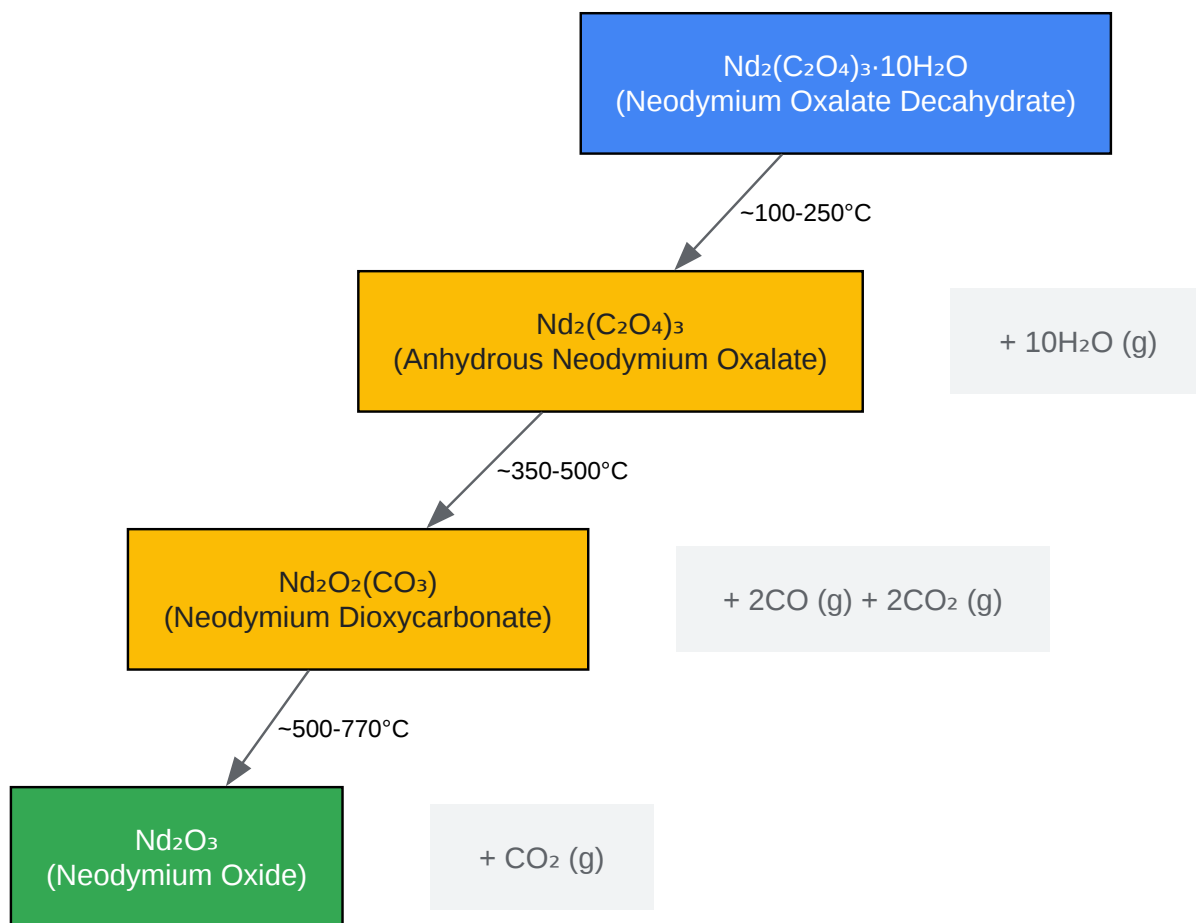 Nd₂(C₂O₄)₃·10H₂O
(Neodymium Oxalate Decahydrate)
~100-250°C
Nd₂(C₂O₄)₃
(Anhydrous Neodymium Oxalate)
+ 10H₂O (g)
~350-500°C
Nd₂O₂(CO₃)
(Neodymium Dioxycarbonate)
+ 2CO (g) + 2CO₂ (g)
~500-770°C
Nd₂O₃
(Neodymium Oxide)
+ CO₂ (g)